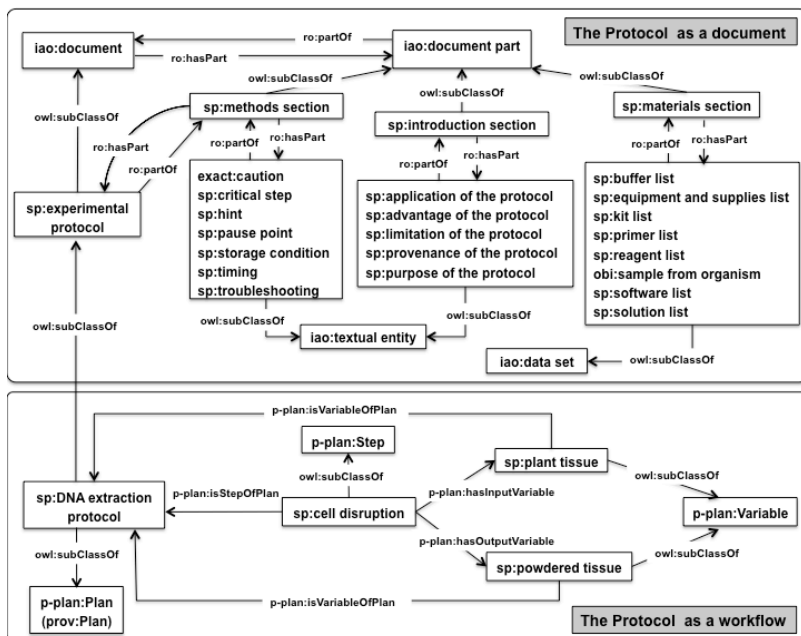 The Protocol as a document
ro:partOf
iao:document
iao:document part
ro:hasPart
owl:subClassOf
owl:subClassOf
owl:subClassOf
owl:subClassOf
sp:methods section
sp:introduction section
sp:materials section
ro:hasPart
ro:partOf
ro:partOf
ro:hasPart
ro:partOf
ro:hasPart
ro:partOf
ro:hasPart
sp:experimental
protocol
exact:caution
sp:critical step
sp:hint
sp:pause point
sp:storage condition
sp:timing
sp:troubleshooting
sp:application of the protocol
sp:advantage of the protocol
sp:limitation of the protocol
sp:provenance of the protocol
sp:purpose of the protocol
sp:buffer list
sp:equipment and supplies list
sp:kit list
sp:primer list
sp:reagent list
obi:sample from organism
sp:software list
sp:solution list
owl:subClassOf
owl:subClassOf
owl:subClassOf
iao:textual entity
iao:data set
owl:subClassOf
p-plan:isVariableOfPlan
p-plan:Step
owl:subClassOf
sp:plant tissue
owl:subClassOf
sp:DNA extraction
protocol
p-plan:isStepOfPlan
sp:cell disruption
p-plan:hasInputVariable
p-plan:Variable
p-plan:hasOutputVariable
owl:subClassOf
owl:subClassOf
sp:powdered tissue
p-plan:Plan
(prov:Plan)
p-plan:isVariableOfPlan
The Protocol as a workflow